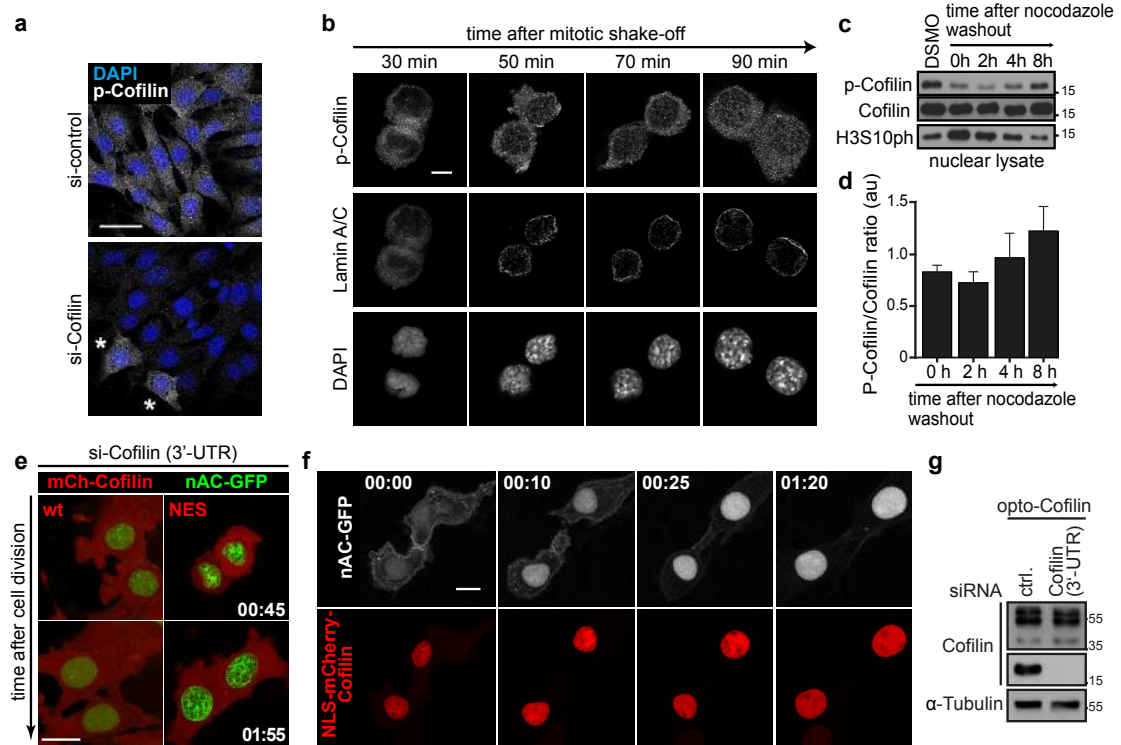 a
DAPI
p-Cofilin
si-control
si-Cofilin
*
*
b
time after mitotic shake-off
30 min 50 min 70 min 90 min
p-Cofilin
Lamin A/C
DAPI
c
DSMO
time after nocodazole
washout
0h 2h 4h 8h
p-Cofilin
15
Cofilin
15
H3S10ph
15
nuclear lysate
d
P-Cofilin/Cofilin ratio (au)
1.5
1.0
0.5
0
0 h 2 h 4 h 8 h
time after nocodazole
washout
e
si-Cofilin (3'-UTR)
mCh-Cofilin nAC-GFP
time after cell division
wt NES
00:45
01:55
f
nAC-GFP
00:00 00:10 00:25 01:20
NLS-mCherry-
Cofilin
g
opto-Cofilin
siRNA
ctrl.
Cofilin
(3'-UTR)
Cofilin
55
35
15
α-Tubulin
55